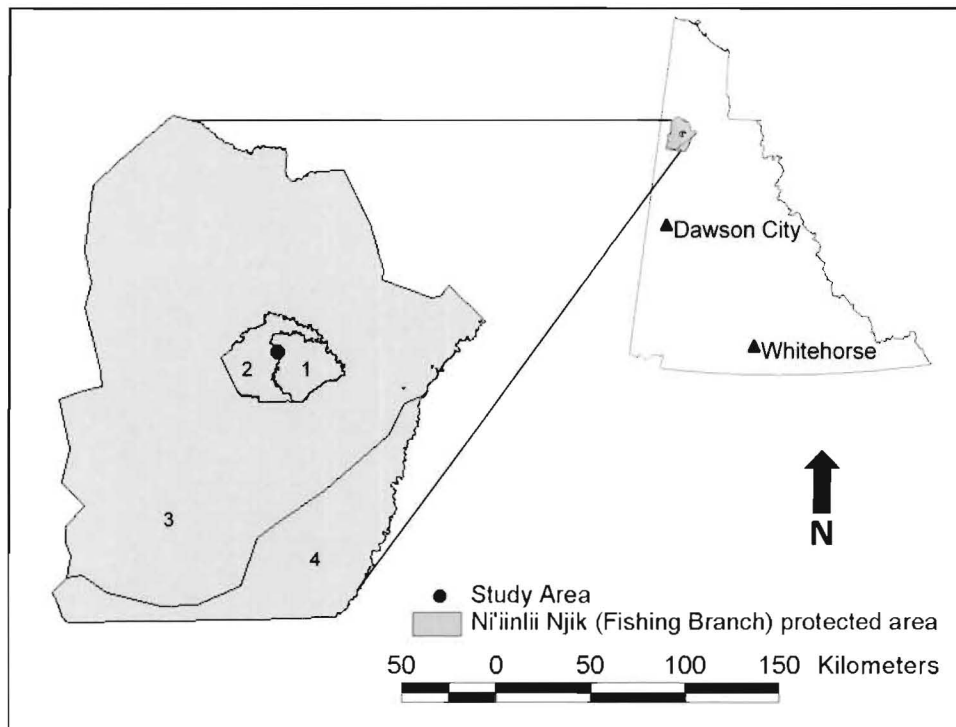 Dawson City
Whitehorse
2
1
3
4
N
Study Area
Ni'iinlii Njik (Fishing Branch) protected area
50 0 50 100 150 Kilometers